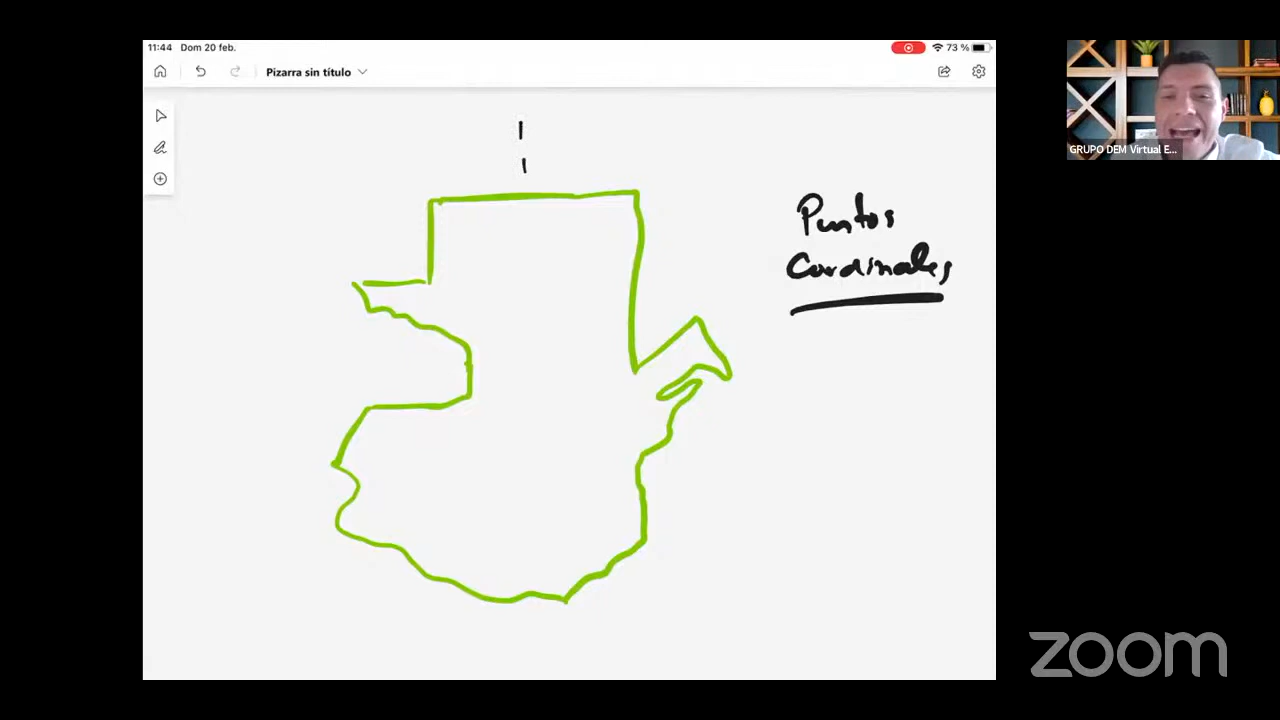 11:44 Dom 20 feb.
73 %
Pizarra sin título
GRUPO DEM Virtual E...
Puntos
Cardinales
zoom